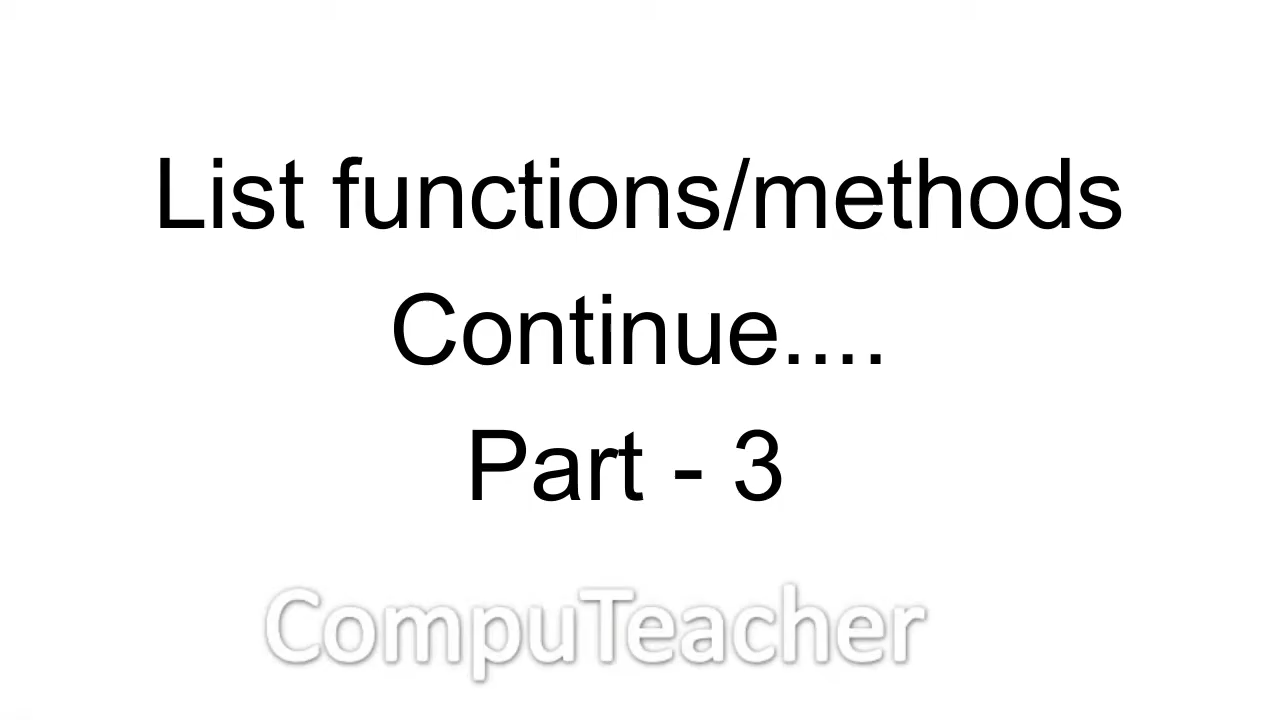 List functions/methods
Continue....
Part - 3
CompuTeacher